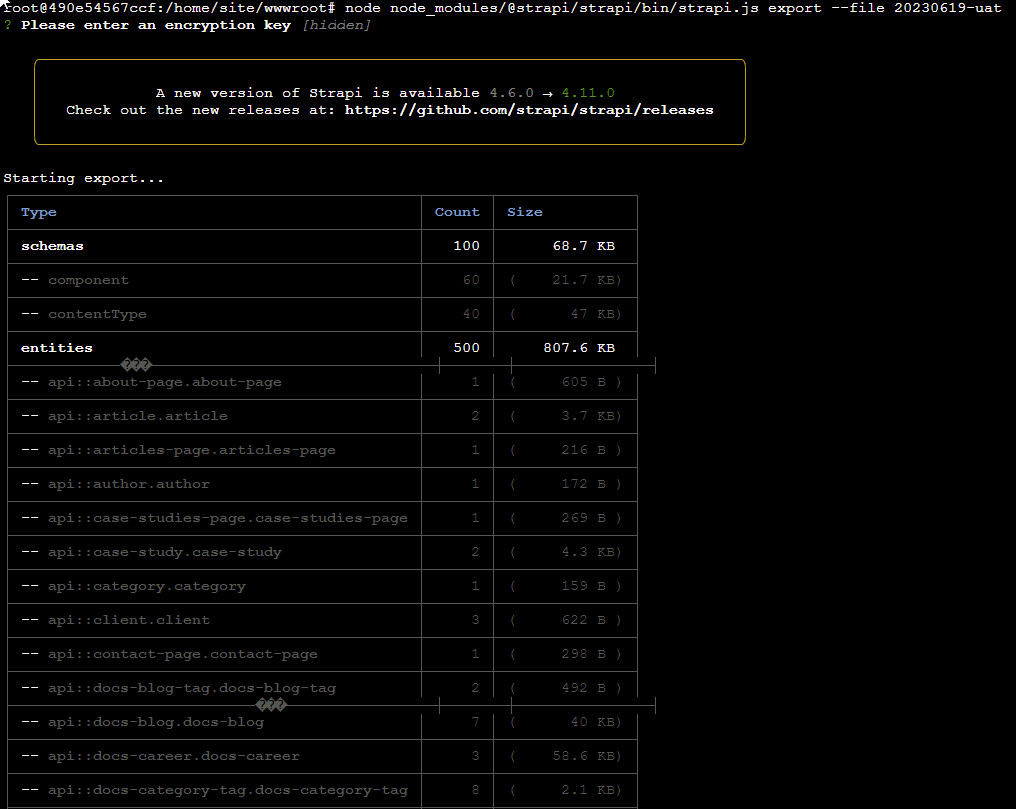 root@490e54567ccf:/home/site/wwwroot# node node_modules/@strapi/strapi/bin/strapi.js export --file 20230619-uat
? Please enter an encryption key [hidden]
A new version of Strapi is available 4.6.0 → 4.11.0
Check out the new releases at: https://github.com/strapi/strapi/releases
Starting export...
Type Count Size
schemas 100 68.7 KB
-- component 60 ( 21.7 KB)
-- contentType 40 ( 47 KB)
entities 500 807.6 KB
���
-- api::about-page.about-page 1 ( 605 B )
-- api::article.article 2 ( 3.7 KB)
-- api::articles-page.articles-page 1 ( 216 B )
-- api::author.author 1 ( 172 B )
-- api::case-studies-page.case-studies-page 1 ( 269 B )
-- api::case-study.case-study 2 ( 4.3 KB)
-- api::category.category 1 ( 159 B )
-- api::client.client 3 ( 622 B )
-- api::contact-page.contact-page 1 ( 298 B )
-- api::docs-blog-tag.docs-blog-tag 2 ( 492 B )
���
-- api::docs-blog.docs-blog 7 ( 40 KB)
-- api::docs-career.docs-career 3 ( 58.6 KB)
-- api::docs-category-tag.docs-category-tag 8 ( 2.1 KB)